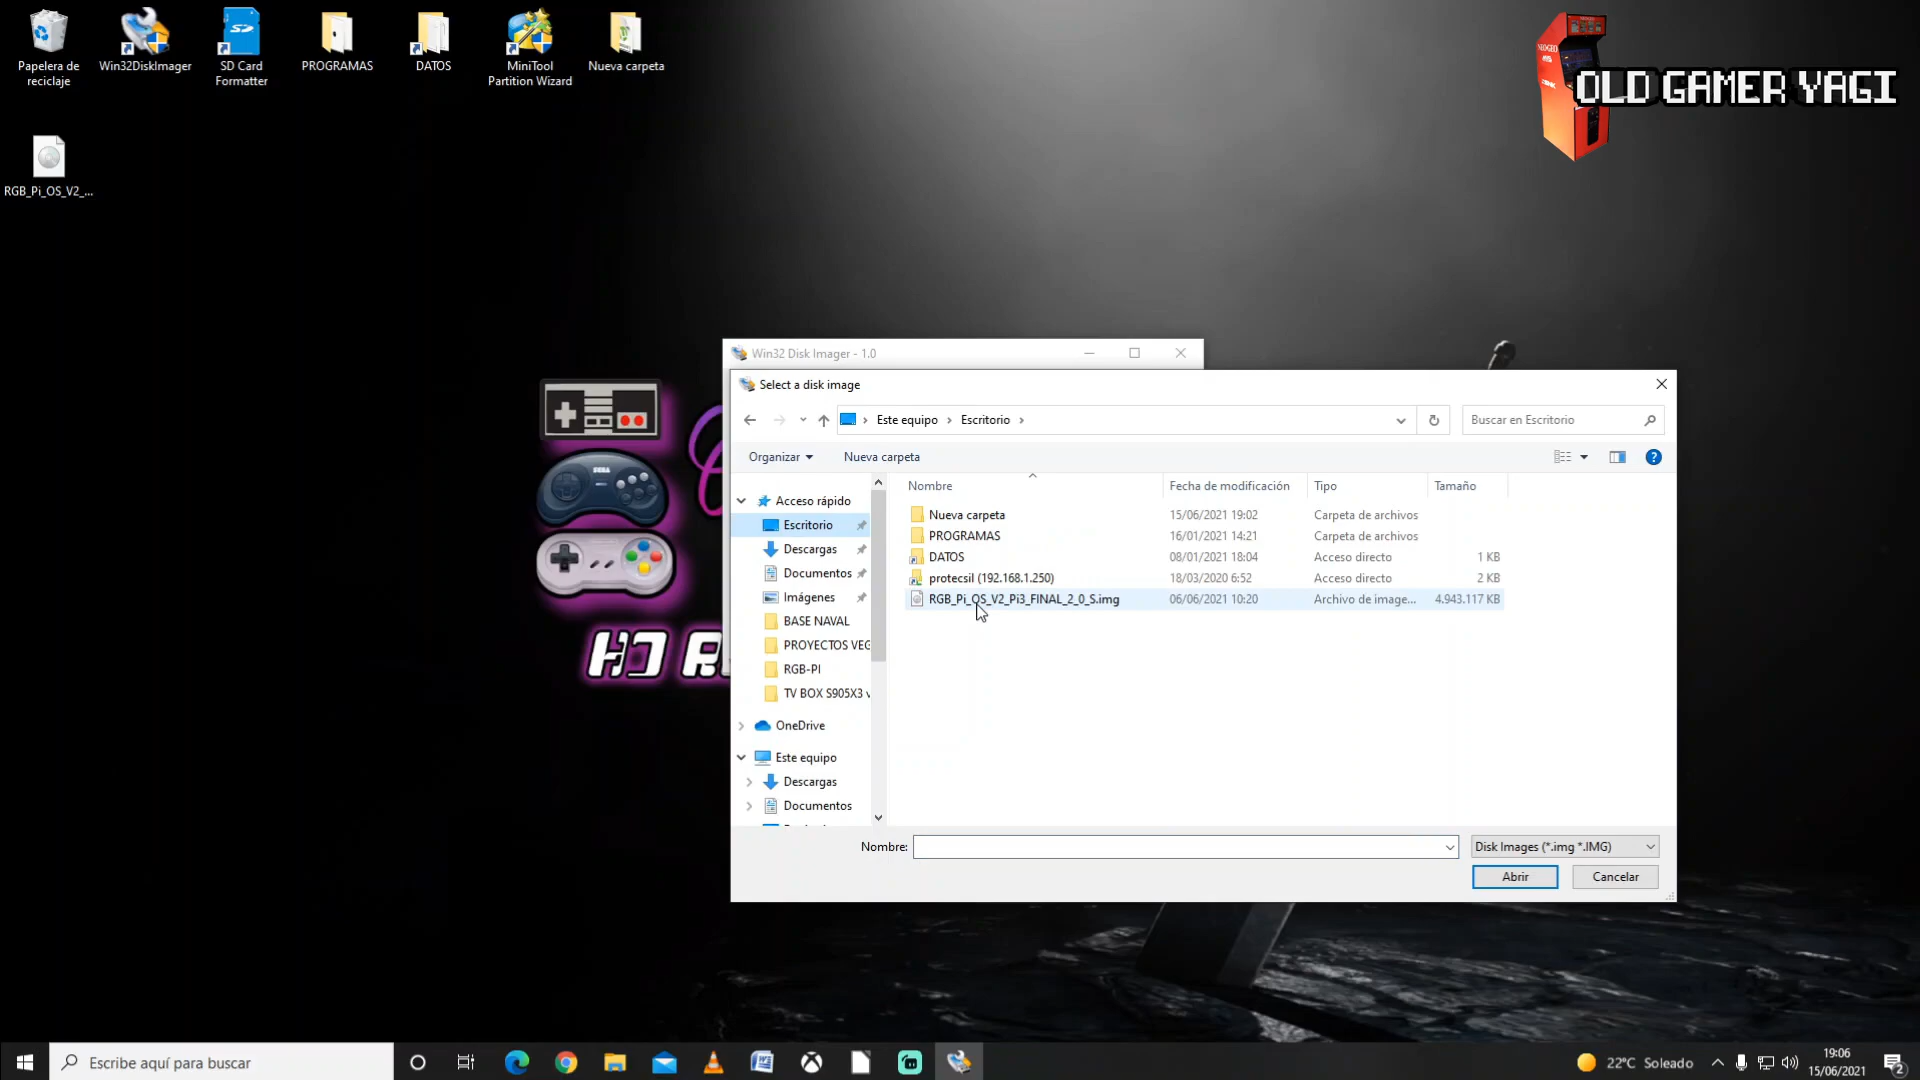 Papelera de
reciclaje
Win32DiskImager
SD Card
Formatter
PROGRAMAS
DATOS
MiniTool
Partition Wizard
Nueva carpeta
RGB_Pi_OS_V2_...
OLD GAMER YAGI
Win32 Disk Imager - 1.0
Select a disk image
Este equipo
Escritorio
Buscar en Escritorio
Organizar
Nueva carpeta
Nombre
Fecha de modificación
Tipo
Tamaño
Acceso rápido
Escritorio
Descargas
Documentos
Imágenes
BASE NAVAL
PROYECTOS VEG
RGB-PI
TV BOX S905X3 v
OneDrive
Este equipo
Descargas
Documentos
Nueva carpeta 15/06/2021 19:02 Carpeta de archivos
PROGRAMAS 16/01/2021 14:21 Carpeta de archivos
DATOS 08/01/2021 18:04 Acceso directo 1 KB
protecsil (192.168.1.250) 18/03/2020 6:52 Acceso directo 2 KB
RGB_Pi_OS_V2_Pi3_FINAL_2_0_S.img 06/06/2021 10:20 Archivo de image... 4.943.117 KB
Nombre:
Disk Images (*.img *.IMG)
Abrir
Cancelar
SEGA
Escribe aquí para buscar
22°C Soleado
19:06
15/06/2021
2